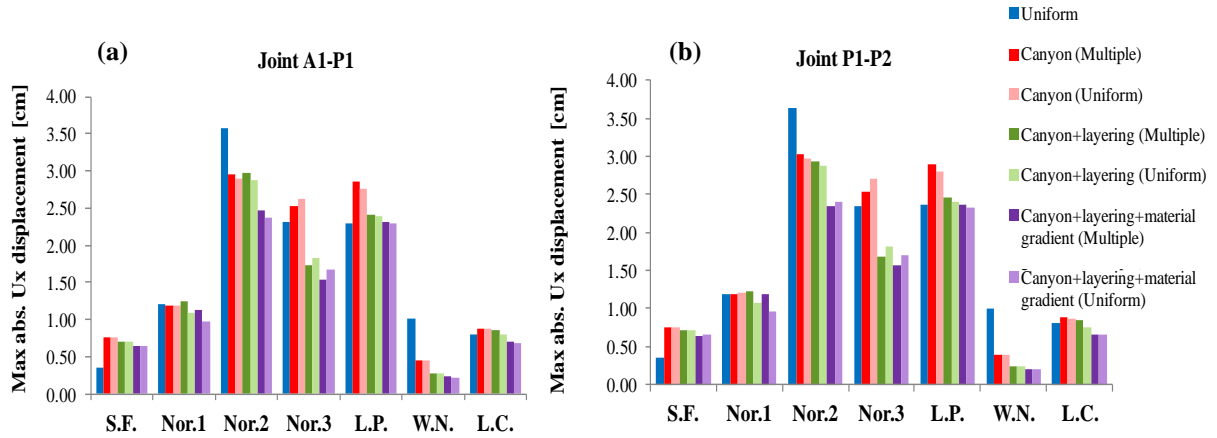 (a)
Joint A1-P1
Max abs. Ux displacement [cm]
4.00
3.50
3.00
2.50
2.00
1.50
1.00
0.50
0.00
S.F. Nor.1 Nor.2 Nor.3 L.P. W.N. L.C.
(b)
Joint P1-P2
Max abs. Ux displacement [cm]
4.00
3.50
3.00
2.50
2.00
1.50
1.00
0.50
0.00
S.F. Nor.1 Nor.2 Nor.3 L.P. W.N. L.C.
Uniform
Canyon (Multiple)
Canyon (Uniform)
Canyon+layering (Multiple)
Canyon+layering (Uniform)
Canyon+layering+material
gradient (Multiple)
Canyon+layering+material
gradient (Uniform)